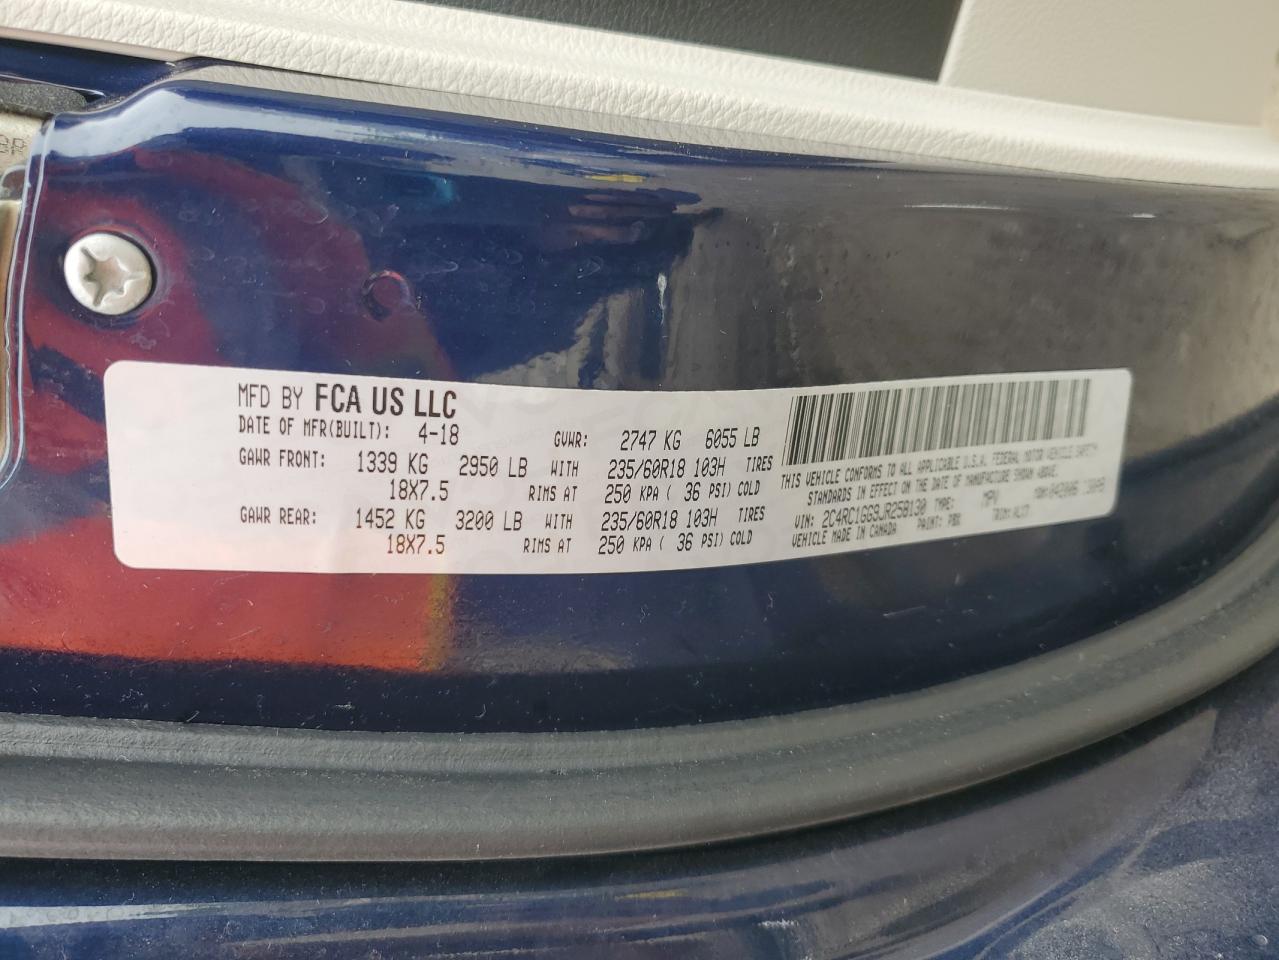 MFD BY FCA US LLC
DATE OF MFR(BUILT): 4-18 GVWR: 2747 KG 6055 LB
GAWR FRONT: 1339 KG 2950 LB WITH 235/60R18 103H TIRES
18X7.5 RIMS AT 250 KPA ( 36 PSI) COLD
GAWR REAR: 1452 KG 3200 LB WITH 235/60R18 103H TIRES
18X7.5 RIMS AT 250 KPA ( 36 PSI) COLD
THIS VEHICLE CONFORMS TO ALL APPLICABLE U.S.A. FEDERAL MOTOR VEHICLE SAFETY
STANDARDS IN EFFECT ON THE DATE OF MANUFACTURE SHOWN ABOVE.
VIN: 2C4RC1GG9JR258130 TYPE: MPV MDH:
VEHICLE MADE IN CANADA PAINT: PBX TRIM: